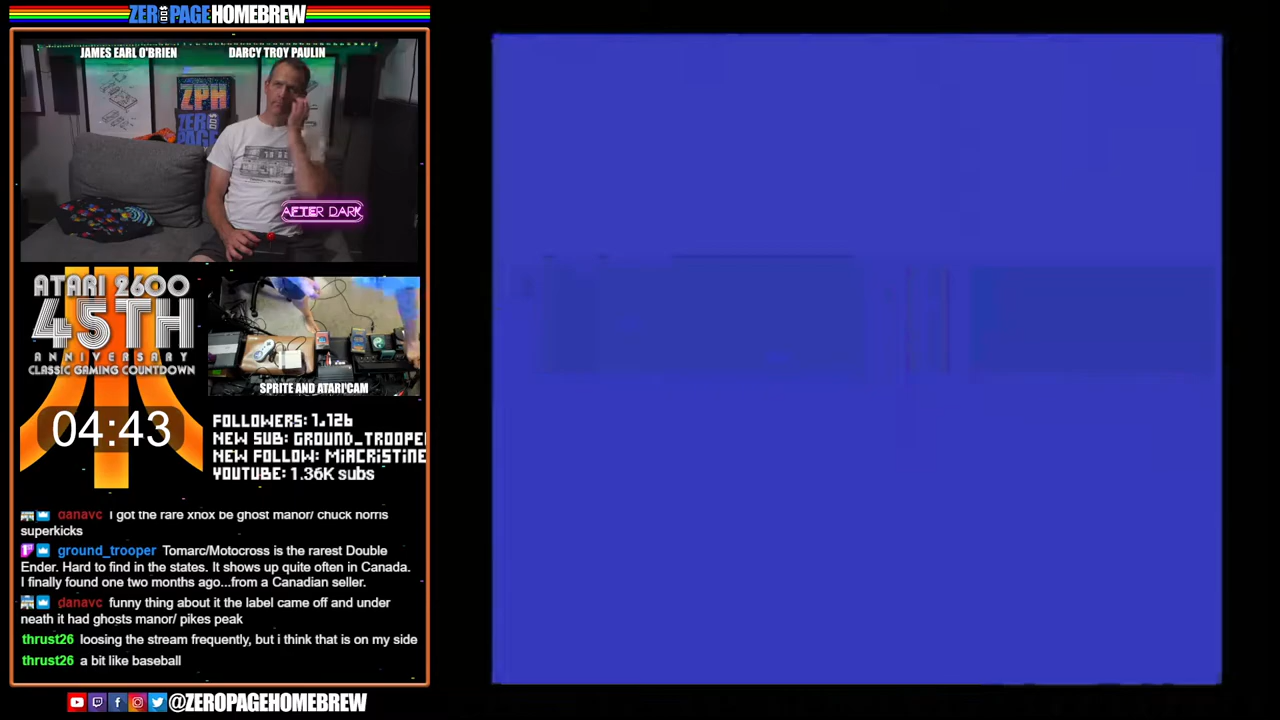 ZERO PAGE HOMEBREW
JAMES EARL O'BRIEN
DARCY TROY PAULIN
ZPH
ZERO
PAGE
AFTER DARK
ATARI 2600
45TH
ANNIVERSARY
CLASSIC GAMING COUNTDOWN
04:43
SPRITE AND ATARI CAM
FOLLOWERS: 1,126
NEW SUB: GROUND_TROOPER
NEW FOLLOW: MIACRISTINE
YOUTUBE: 1.36K subs
danavc I got the rare xnox be ghost manor/ chuck norris
superkicks
ground_trooper Tomarc/Motocross is the rarest Double
Ender. Hard to find in the states. It shows up quite often in Canada.
I finally found one two months ago...from a Canadian seller.
danavc funny thing about it the label came off and under
neath it had ghosts manor/ pikes peak
thrust26 loosing the stream frequently, but i think that is on my side
thrust26 a bit like baseball
@ZEROPAGEHOMEBREW